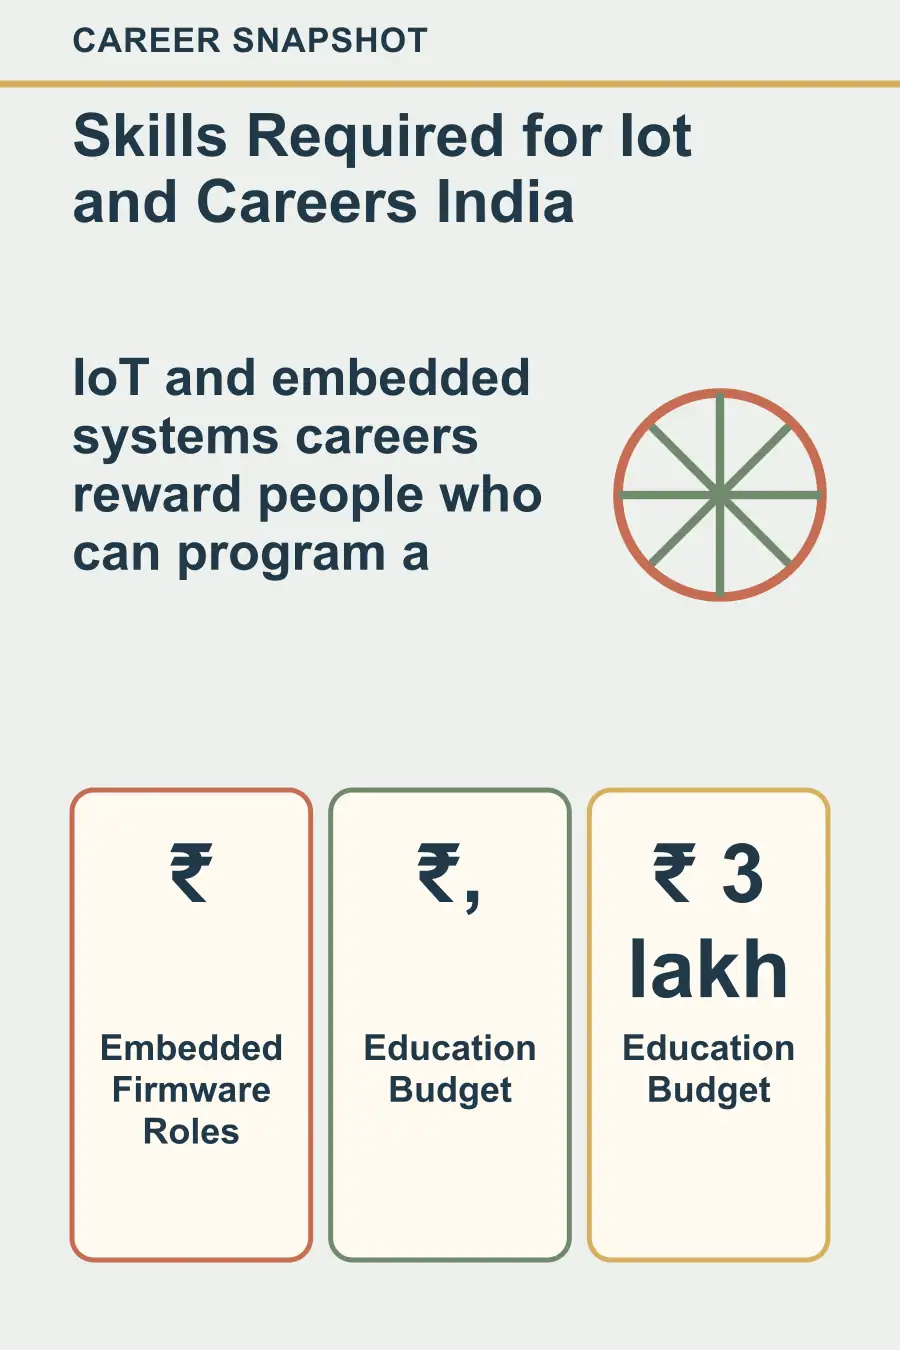 CAREER SNAPSHOT
Skills Required for Iot
and Careers India
IoT and embedded
systems careers
reward people who
can program a
₹
Embedded
Firmware
Roles
₹,
Education
Budget
₹ 3
lakh
Education
Budget